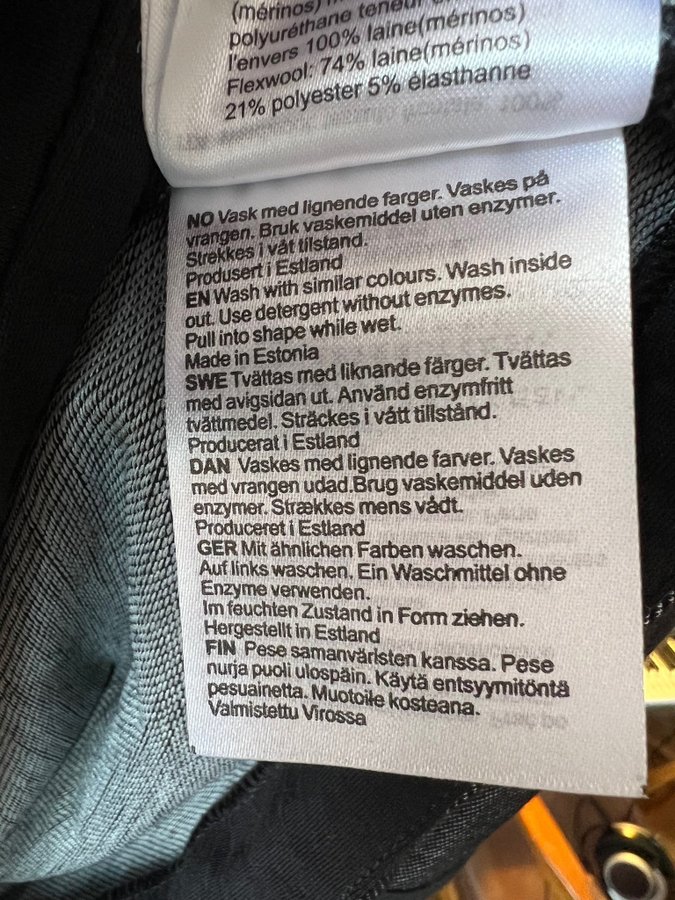 (mérinos)
polyuréthane teneur en
l'envers 100% laine(mérinos)
Flexwool: 74% laine(mérinos)
21% polyester 5% élasthanne
NO Vask med lignende farger. Vaskes på
vrangen. Bruk vaskemiddel uten enzymer.
Strekkes i våt tilstand.
Produsert i Estland
EN Wash with similar colours. Wash inside
out. Use detergent without enzymes.
Pull into shape while wet.
Made in Estonia
SWE Tvättas med liknande färger. Tvättas
med avigsidan ut. Använd enzymfritt
tvättmedel. Sträckes i vått tillstånd.
Producerat i Estland
DAN Vaskes med lignende farver. Vaskes
med vrangen udad.Brug vaskemiddel uden
enzymer. Strækkes mens vådt.
Produceret i Estland
GER Mit ähnlichen Farben waschen.
Auf links waschen. Ein Waschmittel ohne
Enzyme verwenden.
Im feuchten Zustand in Form ziehen.
Hergestellt in Estland
FIN Pese samanväristen kanssa. Pese
nurja puoli ulospäin. Käytä entsyymitöntä
pesuainetta. Muotoile kosteana.
Valmistettu Virossa